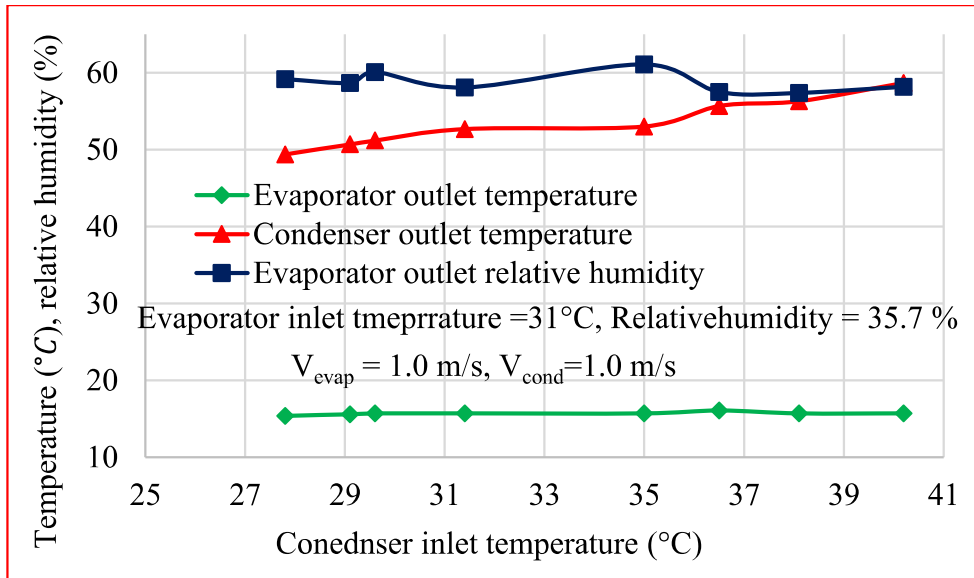 Temperature (°C), relative humidity (%)
60
50
40
30
20
10
Evaporator outlet temperature
Condenser outlet temperature
Evaporator outlet relative humidity
Evaporator inlet tmeprrature =31°C, Relativehumidity = 35.7 %
Vevap = 1.0 m/s, Vcond=1.0 m/s
25 27 29 31 33 35 37 39 41
Conednser inlet temperature (°C)